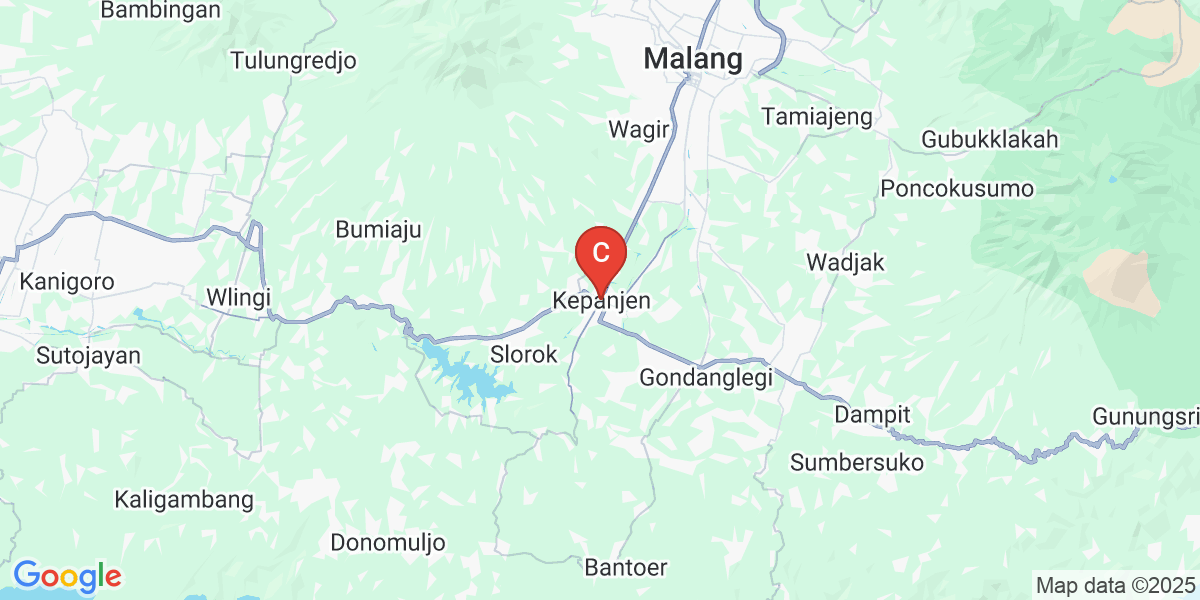 Bambingan
Tulungredjo
Malang
Wagir
Tamiajeng
Gubukklakah
Poncokusumo
Bumiaju
C
Wadjak
Kanigoro
Wlingi
Kepanjen
Sutojayan
Slorok
Gondanglegi
Dampit
Gunungsri
Sumbersuko
Kaligambang
Donomuljo
Bantoer
Google
Map data ©2025